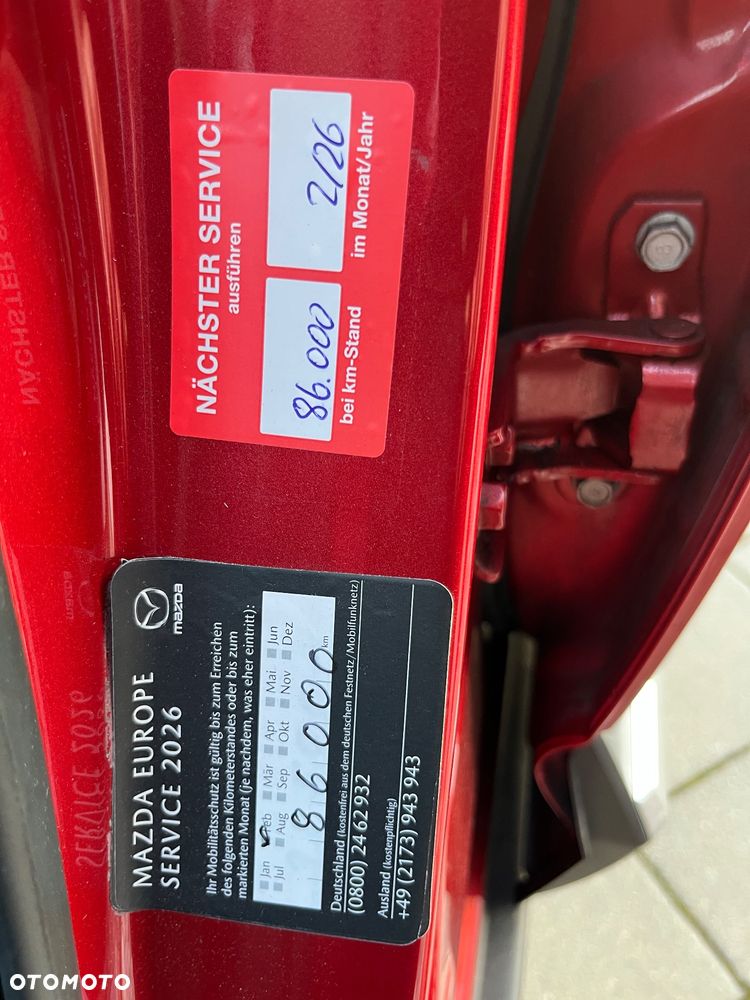 NÄCHSTER SERVICE
ausführen
86.000
2/26
bei km-Stand
im Monat/Jahr
MAZDA EUROPE
SERVICE 2026
mazda
Ihr Mobilitätsschutz ist gültig bis zum Erreichen
des folgenden Kilometerstandes oder bis zum
markierten Monat (je nachdem, was eher eintritt):
Jan Feb Mär Apr Mai Jun
Jul Aug Sep Okt Nov Dez
86000 km
Deutschland (kostenfrei aus dem deutschen Festnetz/Mobilfunknetz)
(0800) 24 62 932
Ausland (kostenpflichtig)
+49 (2173) 943 943
OTOMOTO